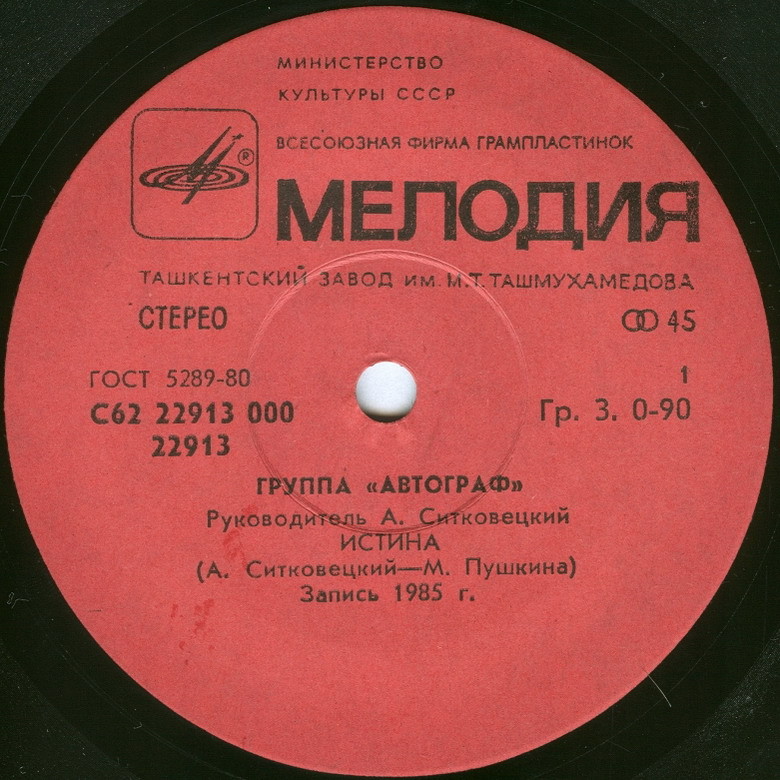 МИНИСТЕРСТВО
КУЛЬТУРЫ СССР
ВСЕСОЮЗНАЯ ФИРМА ГРАМПЛАСТИНОК
®
МЕЛОДИЯ
ТАШКЕНТСКИЙ ЗАВОД ИМ. М.Т. ТАШМУХАМЕДОВА
СТЕРЕО
45
ГОСТ 5289-80
1
С62 22913 000
Гр. 3. 0-90
22913
ГРУППА «АВТОГРАФ»
Руководитель А. Ситковецкий
ИСТИНА
(А. Ситковецкий—М. Пушкина)
Запись 1985 г.